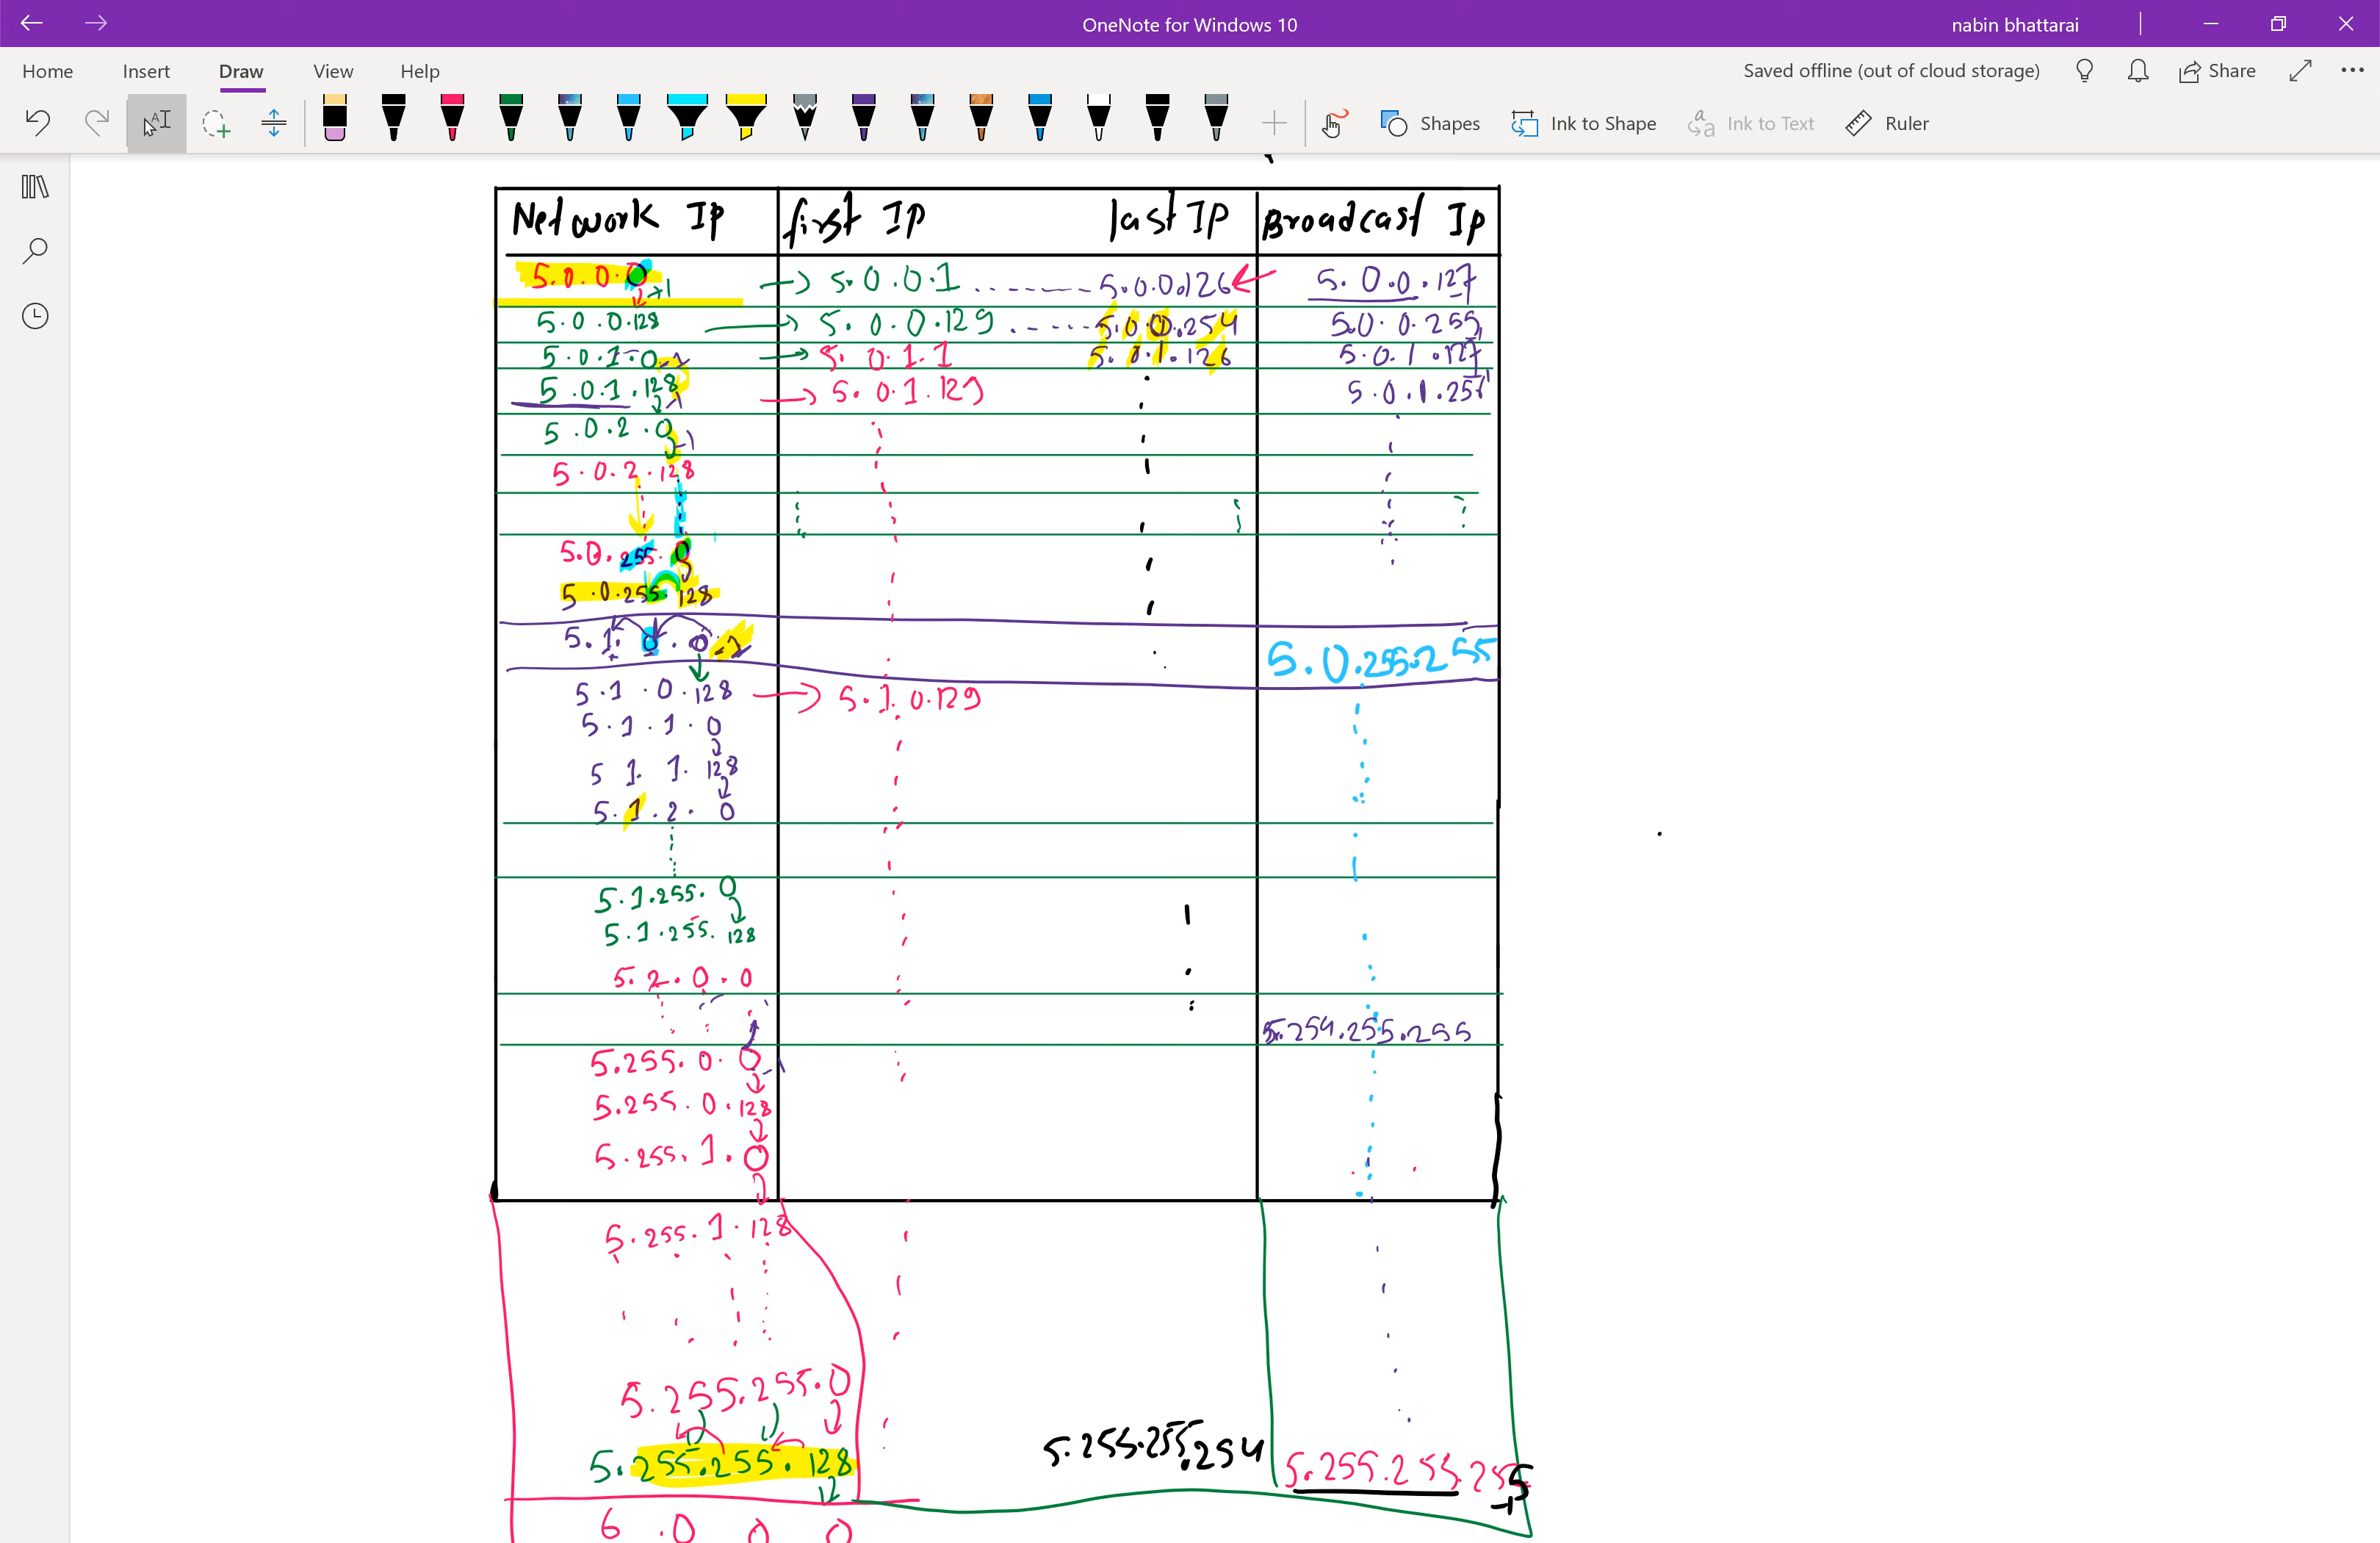 OneNote for Windows 10
nabin bhattarai
Home Insert Draw View Help
Saved offline (out of cloud storage)
Share
Shapes
Ink to Shape
Ink to Text
Ruler
Network Ip first IP last IP Broadcast Ip
5.0.0.0 +1 → 5.0.0.1 ........ 5.0.0.126 ← 5.0.0.127
5.0.0.128 → 5.0.0.129 ...... 5.0.0.254 5.0.0.255
5.0.1.0 -1 → 5.0.1.1 5.0.1.126 5.0.1.127
5.0.1.128 → 5.0.1.129 5.0.1.255
5.0.2.0
5.0.2.128
5.0.255.0
5.0.255.128
5.1.0.0 -1 5.0.255.255
5.1.0.128 → 5.1.0.129
5.1.1.0
5 1. 1. 128
5.1.2.0
5.1.255.0
5.1.255.128
5.2.0.0
5.254.255.255
5.255.0.0
5.255.0.128
5.255.1.0
5.255.1.128
5.255.255.0
5.255.255.128 5.255.255.254 5.255.255.255
6 .0 0 0